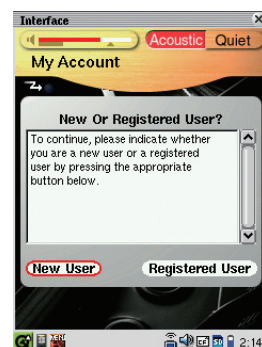 Interface
Acoustic Quiet
My Account
New Or Registered User?
To continue, please indicate whether
you are a new user or a registered
user by pressing the appropriate
button below.
New User Registered User
2:14